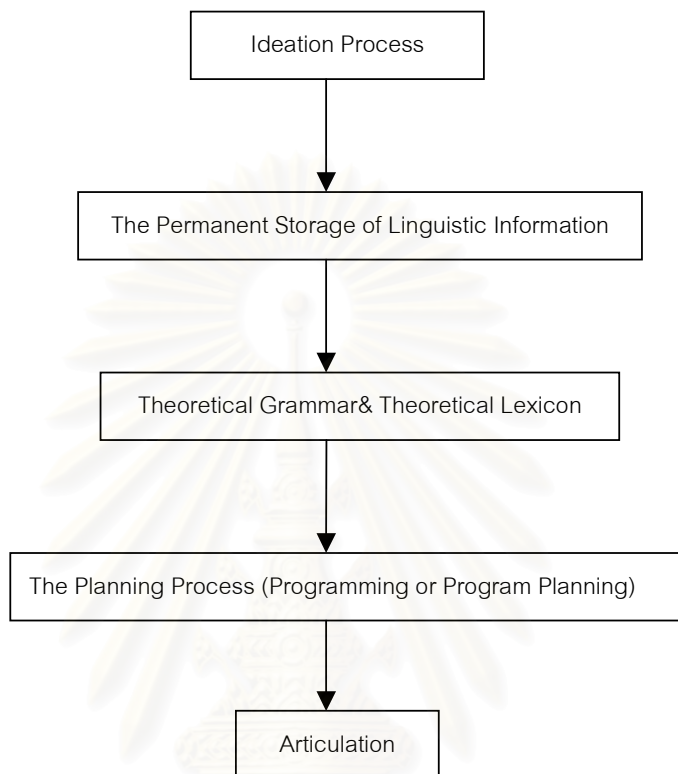 Ideation Process
The Permanent Storage of Linguistic Information
Theoretical Grammar& Theoretical Lexicon
The Planning Process (Programming or Program Planning)
Articulation